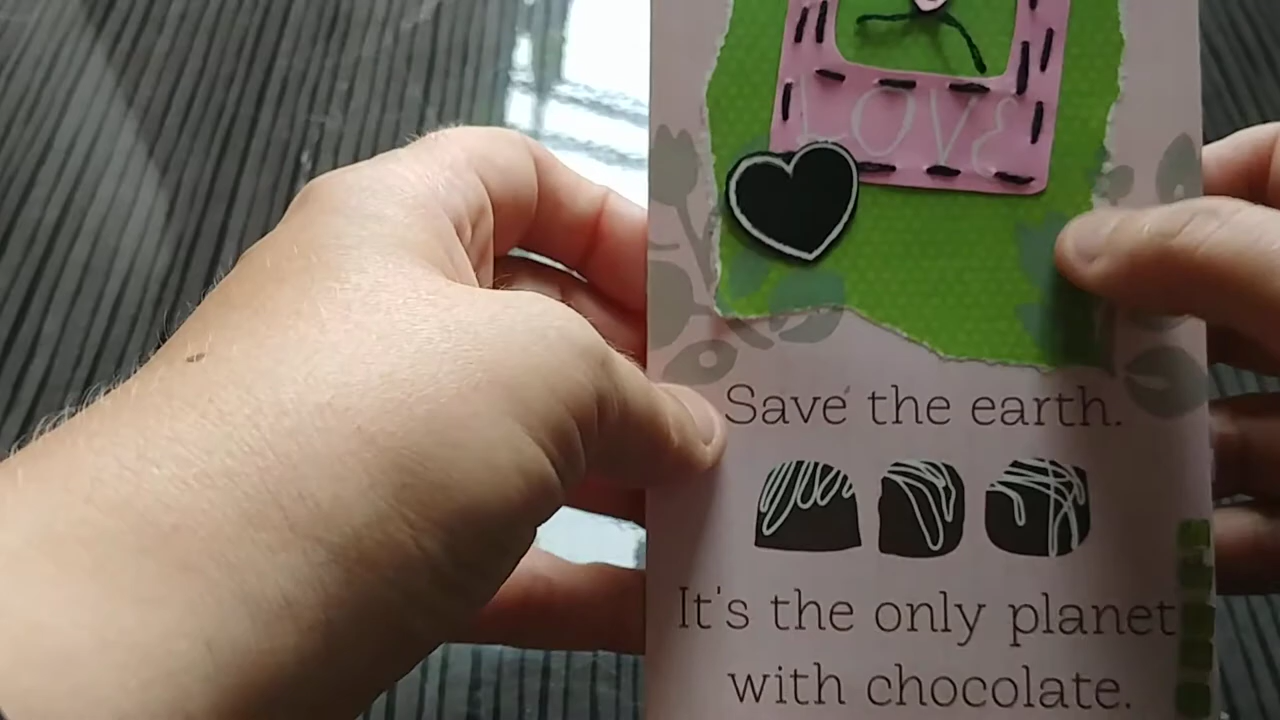 LOVE
Save the earth.
It's the only planet
with chocolate.